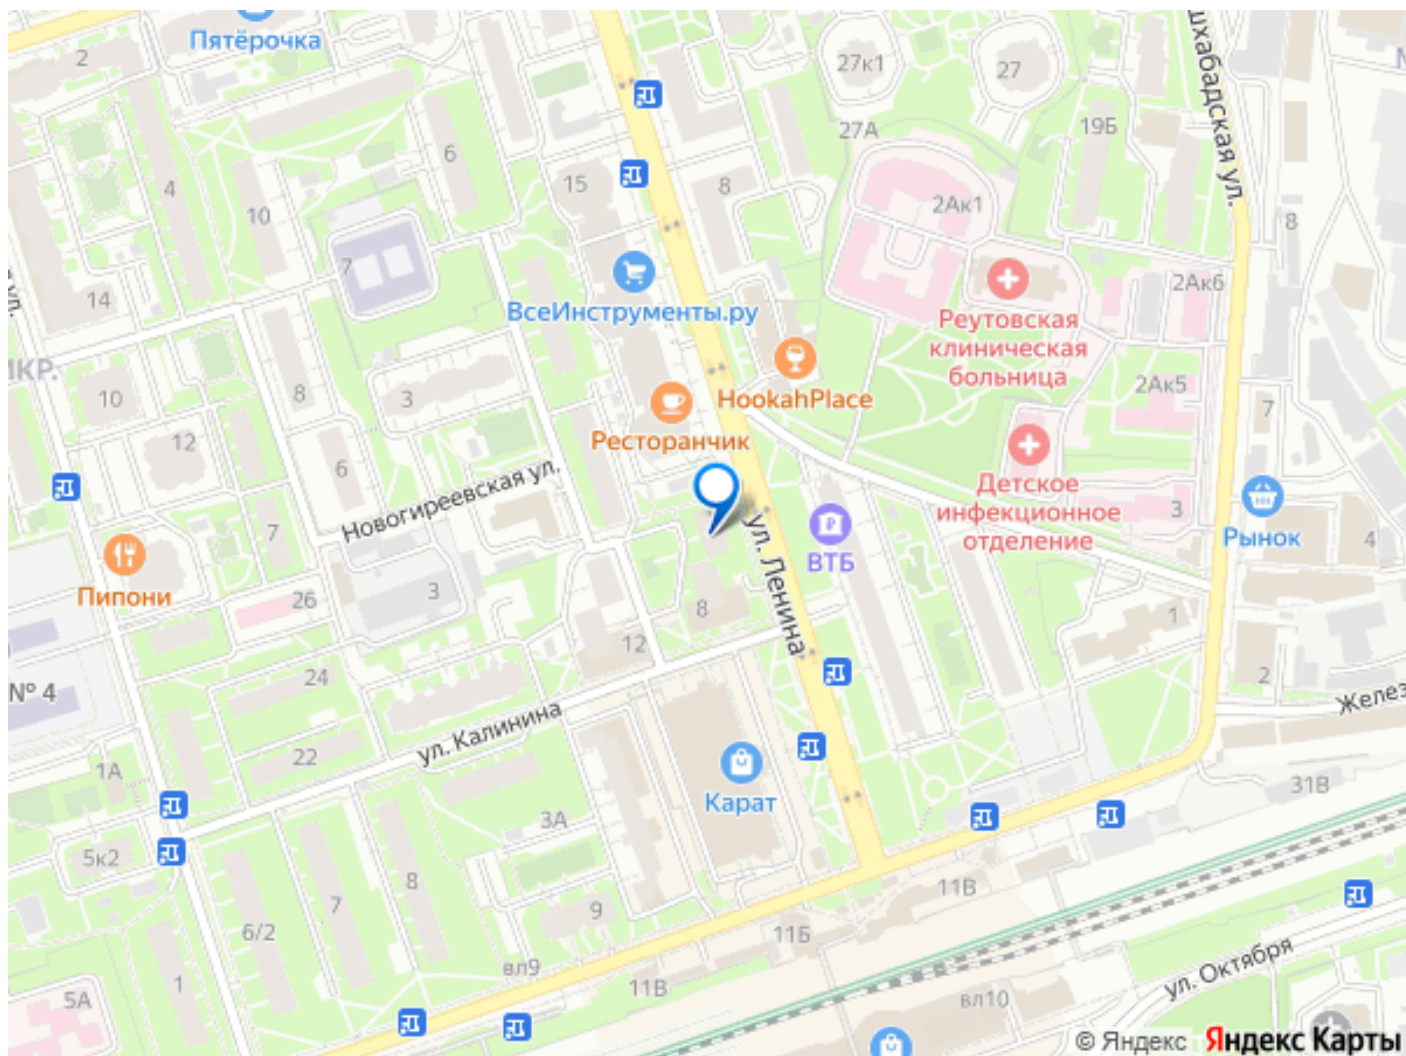 Пятёрочка
2
27к1
27
шхабадская ул.
27А
19Б
6
15
8
4
10
2Ак1
8
7
2Ак6
14
ВсеИнструменты.ру
Реутовская
клиническая
больница
МКР.
HookahPlace
2Ак5
10
8
3
7
12
Ресторанчик
6
Новогиреевская ул.
Детское
инфекционное
отделение
3
Рынок
4
7
ул. Ленина
ВТБ
Пипони
26
3
8
1
12
№ 4
24
2
Желез
ул. Калинина
22
1А
Карат
31В
3А
5к2
8
7
9
11В
6/2
11Б
вл9
ул. Октября
1
11В
5А
вл10
© Яндекс Яндекс Карты